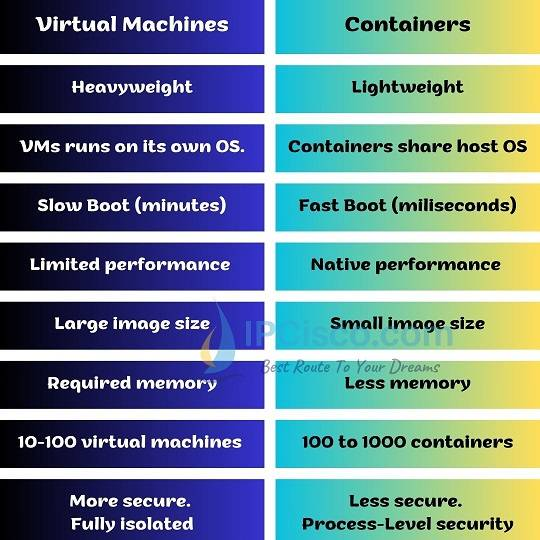 Virtual Machines
Containers
Heavyweight
Lightweight
VMs runs on its own OS.
Containers share host OS
Slow Boot (minutes)
Fast Boot (miliseconds)
Limited performance
Native performance
Large image size
Small image size
IPCisco.com
Best Route To Your Dreams
Required memory
Less memory
10-100 virtual machines
100 to 1000 containers
More secure.
Fully isolated
Less secure.
Process-Level security